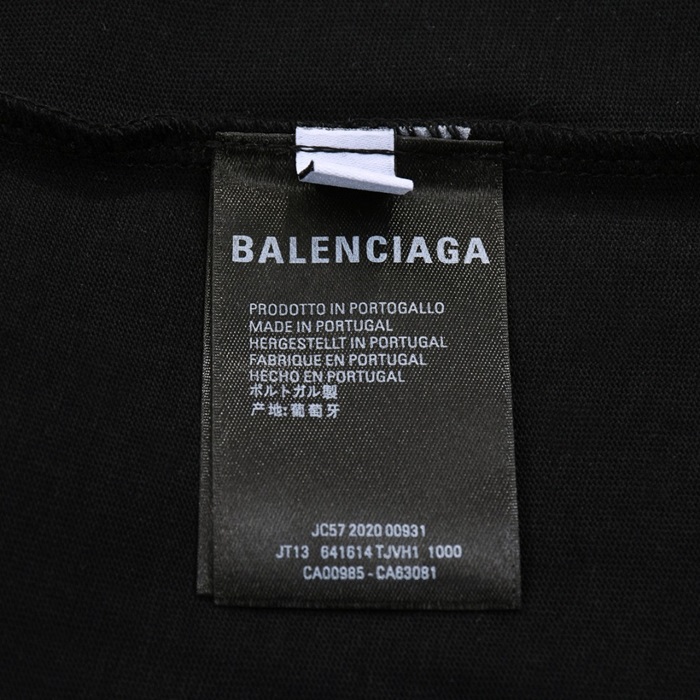 BALENCIAGA
PRODOTTO IN PORTOGALLO
MADE IN PORTUGAL
HERGESTELLT IN PORTUGAL
FABRIQUE EN PORTUGAL
HECHO EN PORTUGAL
ポルトガル製
产地:葡萄牙
JC57 2020 00931
JT13 641614 TJVH1 1000
CA00985 - CA63081